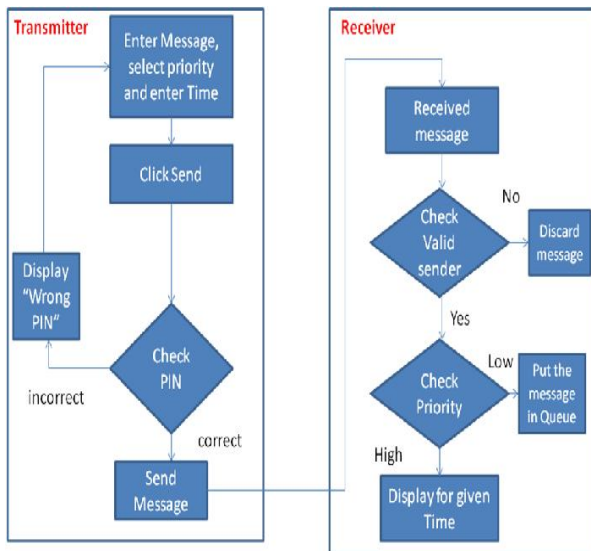 Transmitter
Enter Message,
select priority
and enter Time
Click Send
Display
“Wrong
PIN“
Check
PIN
incorrect
correct
Send
Message
Receiver
Received
message
Check
Valid
sender
No
Discard
message
Yes
Check
Priority
Low
Put the
message
in Queue
High
Display for given
Time